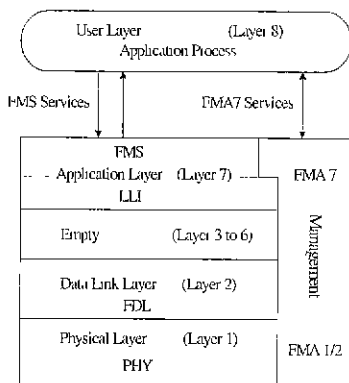 User Layer (Layer 8)
Application Process
FMS Services
FMA7 Services
FMS
Application Layer (Layer 7)
LLI
FMA 7
Empty (Layer 3 to 6)
Management
Data Link Layer (Layer 2)
FDL
Physical Layer (Layer 1)
PHY
FMA 1/2